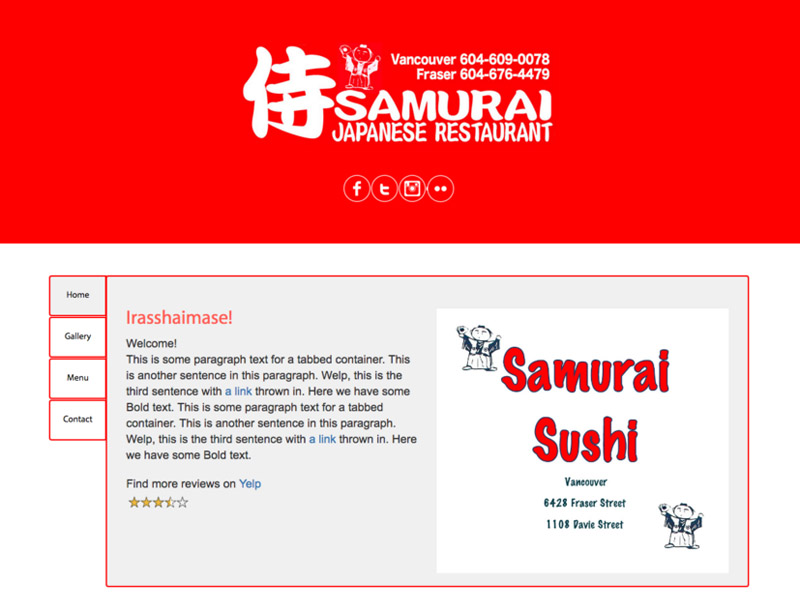 侍
Vancouver 604-609-0078
Fraser 604-676-4479
SAMURAI
JAPANESE RESTAURANT
Home
Gallery
Menu
Contact
Irasshaimase!
Welcome!
This is some paragraph text for a tabbed container. This
is another sentence in this paragraph. Welp, this is the
third sentence with a link thrown in. Here we have some
Bold text. This is some paragraph text for a tabbed
container. This is another sentence in this paragraph.
Welp, this is the third sentence with a link thrown in. Here
we have some Bold text.
Find more reviews on Yelp
Samurai
Sushi
Vancouver
6428 Fraser Street
1108 Davie Street